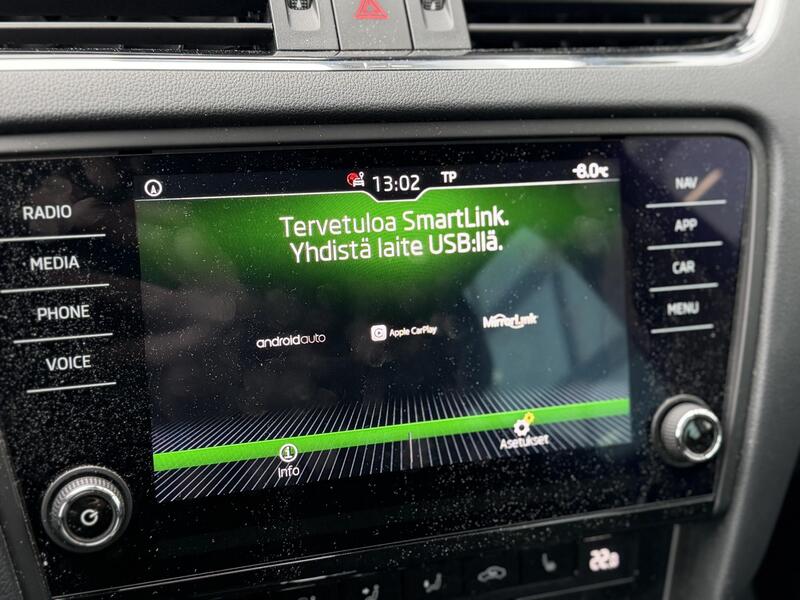 13:02
TP
-8.0°C
RADIO
MEDIA
PHONE
VOICE
Tervetuloa SmartLink.
Yhdistä laite USB:llä.
androidauto
Apple CarPlay
MirrorLink
Info
Asetukset
NAV
APP
CAR
MENU